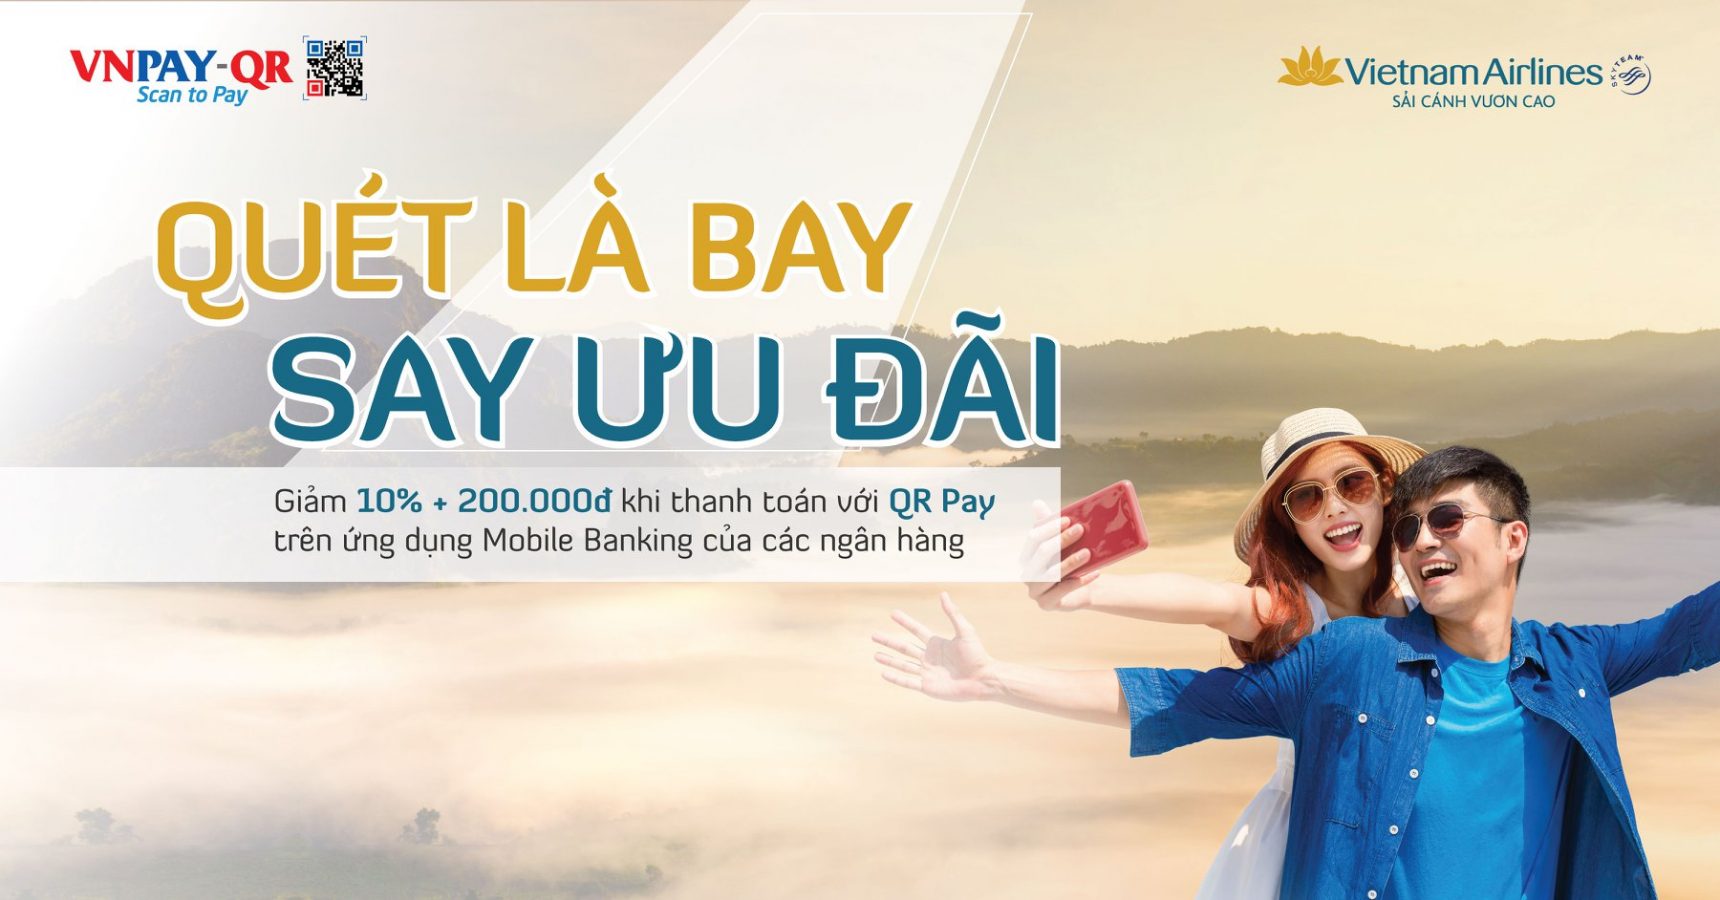 VNPAY-QR
Scan to Pay
Vietnam Airlines
SKYTEAM
SẢI CÁNH VƯƠN CAO
QUÉT LÀ BAY
SAY ƯU ĐÃI
Giảm 10% + 200.000đ khi thanh toán với QR Pay
trên ứng dụng Mobile Banking của các ngân hàng